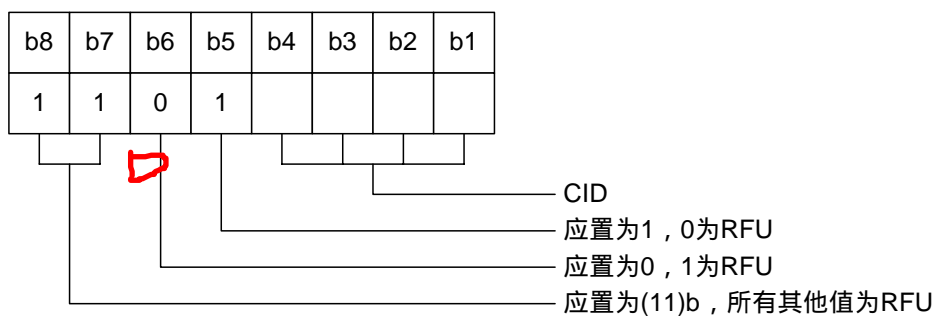 b8 b7 b6 b5 b4 b3 b2 b1
1 1 0 1
CID
应置为1，0为RFU
应置为0，1为RFU
应置为(11)b，所有其他值为RFU